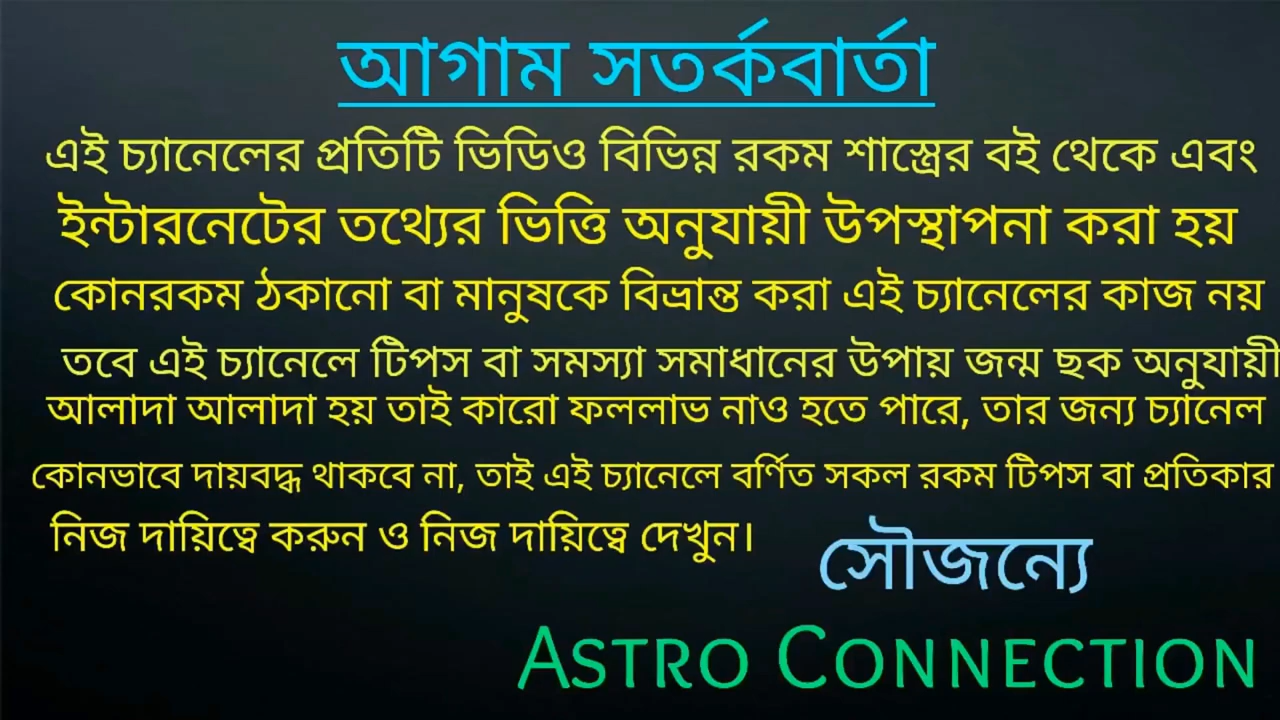 আগাম সতর্কবার্তা
এই চ্যানেলের প্রতিটি ভিডিও বিভিন্ন রকম শাস্ত্রের বই থেকে এবং
ইন্টারনেটের তথ্যের ভিত্তি অনুযায়ী উপস্থাপনা করা হয়
কোনরকম ঠকানো বা মানুষকে বিভ্রান্ত করা এই চ্যানেলের কাজ নয়
তবে এই চ্যানেলে টিপস বা সমস্যা সমাধানের উপায় জন্ম ছক অনুযায়ী
আলাদা আলাদা হয় তাই কারো ফললাভ নাও হতে পারে, তার জন্য চ্যানেল
কোনভাবে দায়বদ্ধ থাকবে না, তাই এই চ্যানেলে বর্ণিত সকল রকম টিপস বা প্রতিকার
নিজ দায়িত্বে করুন ও নিজ দায়িত্বে দেখুন।
সৌজন্যে
ASTRO CONNECTION